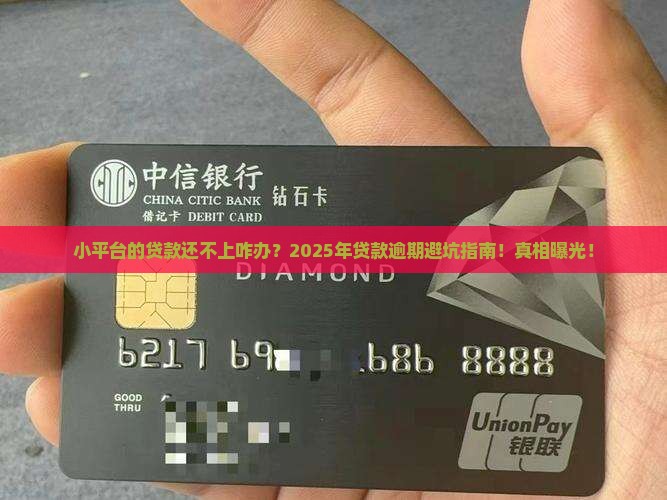 CITIC 中信银行
CHINA CITIC BANK 钻石卡
借记卡 DEBIT CARD
小平台的贷款还不上咋办？2025年贷款逾期避坑指南！真相曝光！
DIAMOND
6217 69 686 8888
GOOD
THRU
UnionPay
银联